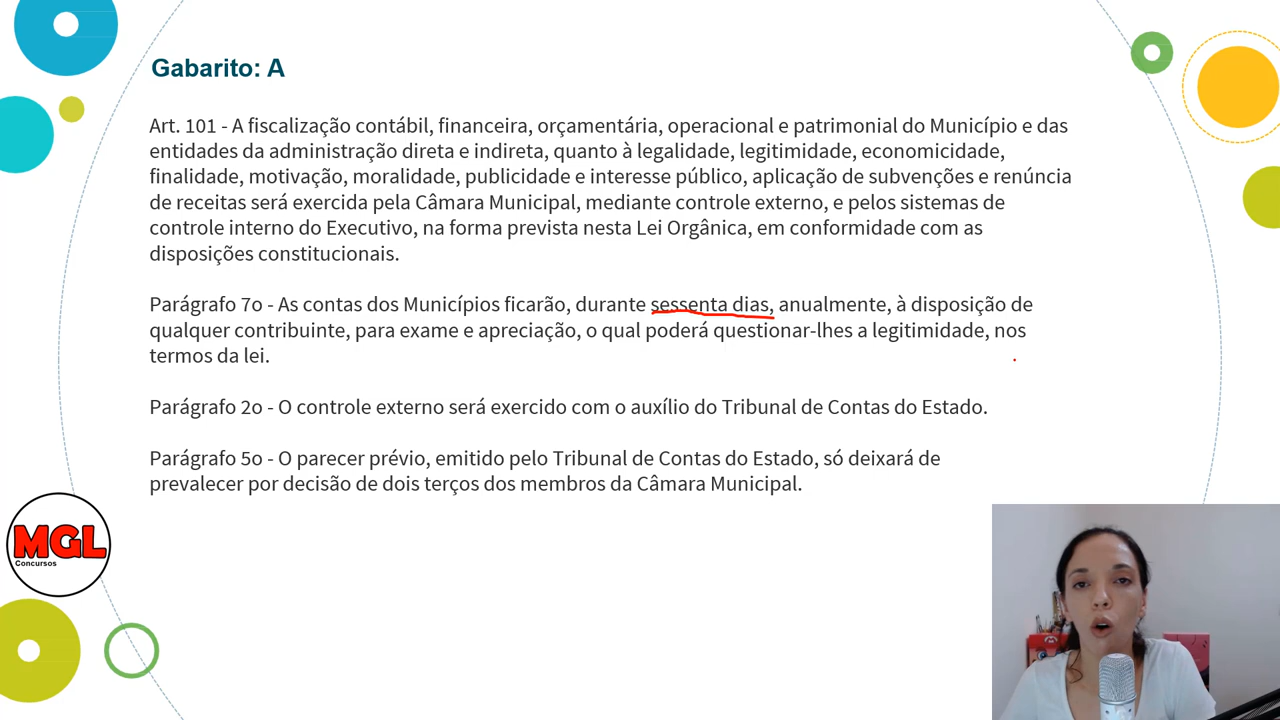 Gabarito: A
Art. 101 - A fiscalização contábil, financeira, orçamentária, operacional e patrimonial do Município e das
entidades da administração direta e indireta, quanto à legalidade, legitimidade, economicidade,
finalidade, motivação, moralidade, publicidade e interesse público, aplicação de subvenções e renúncia
de receitas será exercida pela Câmara Municipal, mediante controle externo, e pelos sistemas de
controle interno do Executivo, na forma prevista nesta Lei Orgânica, em conformidade com as
disposições constitucionais.
Parágrafo 7o - As contas dos Municípios ficarão, durante sessenta dias, anualmente, à disposição de
qualquer contribuinte, para exame e apreciação, o qual poderá questionar-lhes a legitimidade, nos
termos da lei.
Parágrafo 2o - O controle externo será exercido com o auxílio do Tribunal de Contas do Estado.
Parágrafo 5o - O parecer prévio, emitido pelo Tribunal de Contas do Estado, só deixará de
prevalecer por decisão de dois terços dos membros da Câmara Municipal.
MGL
Concursos